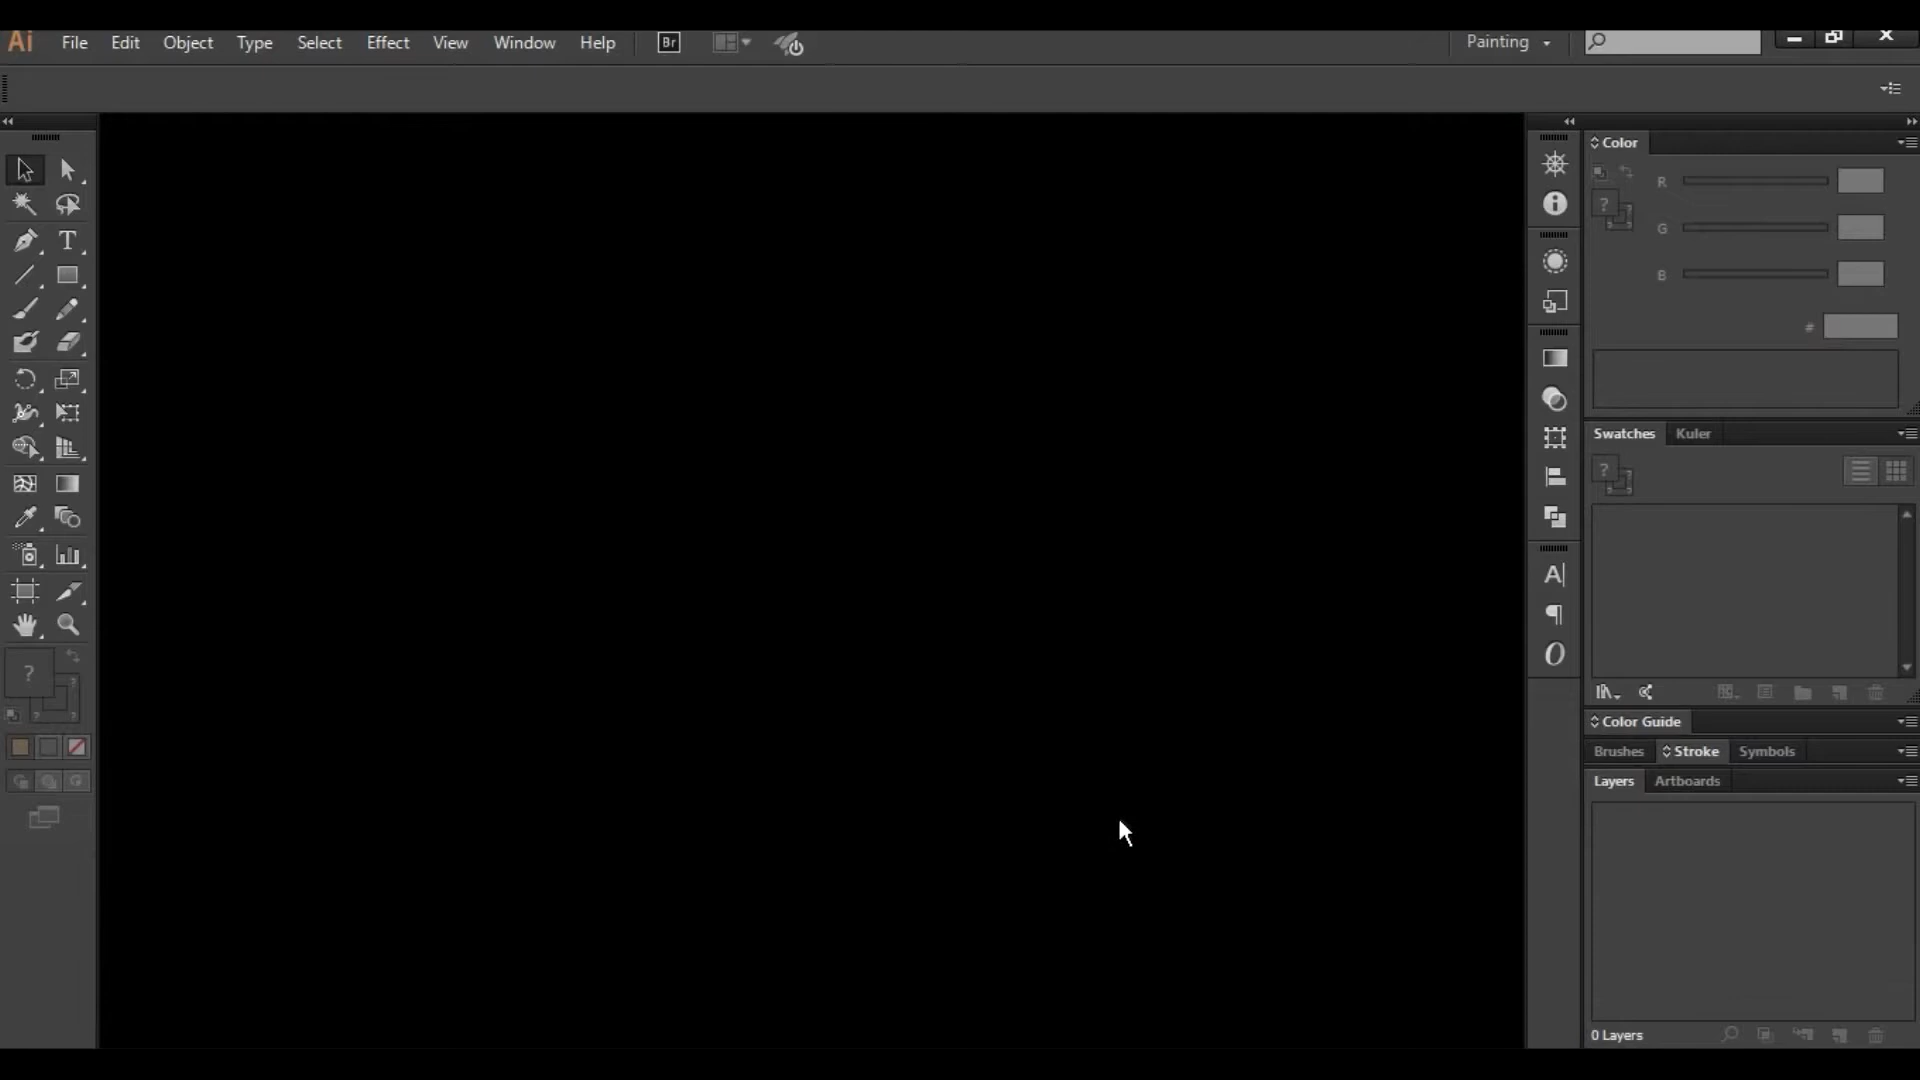 Ai File Edit Object Type Select Effect View Window Help Br Painting
Color
R
G
B
#
Swatches Kuler
Color Guide
Brushes Stroke Symbols
Layers Artboards
0 Layers